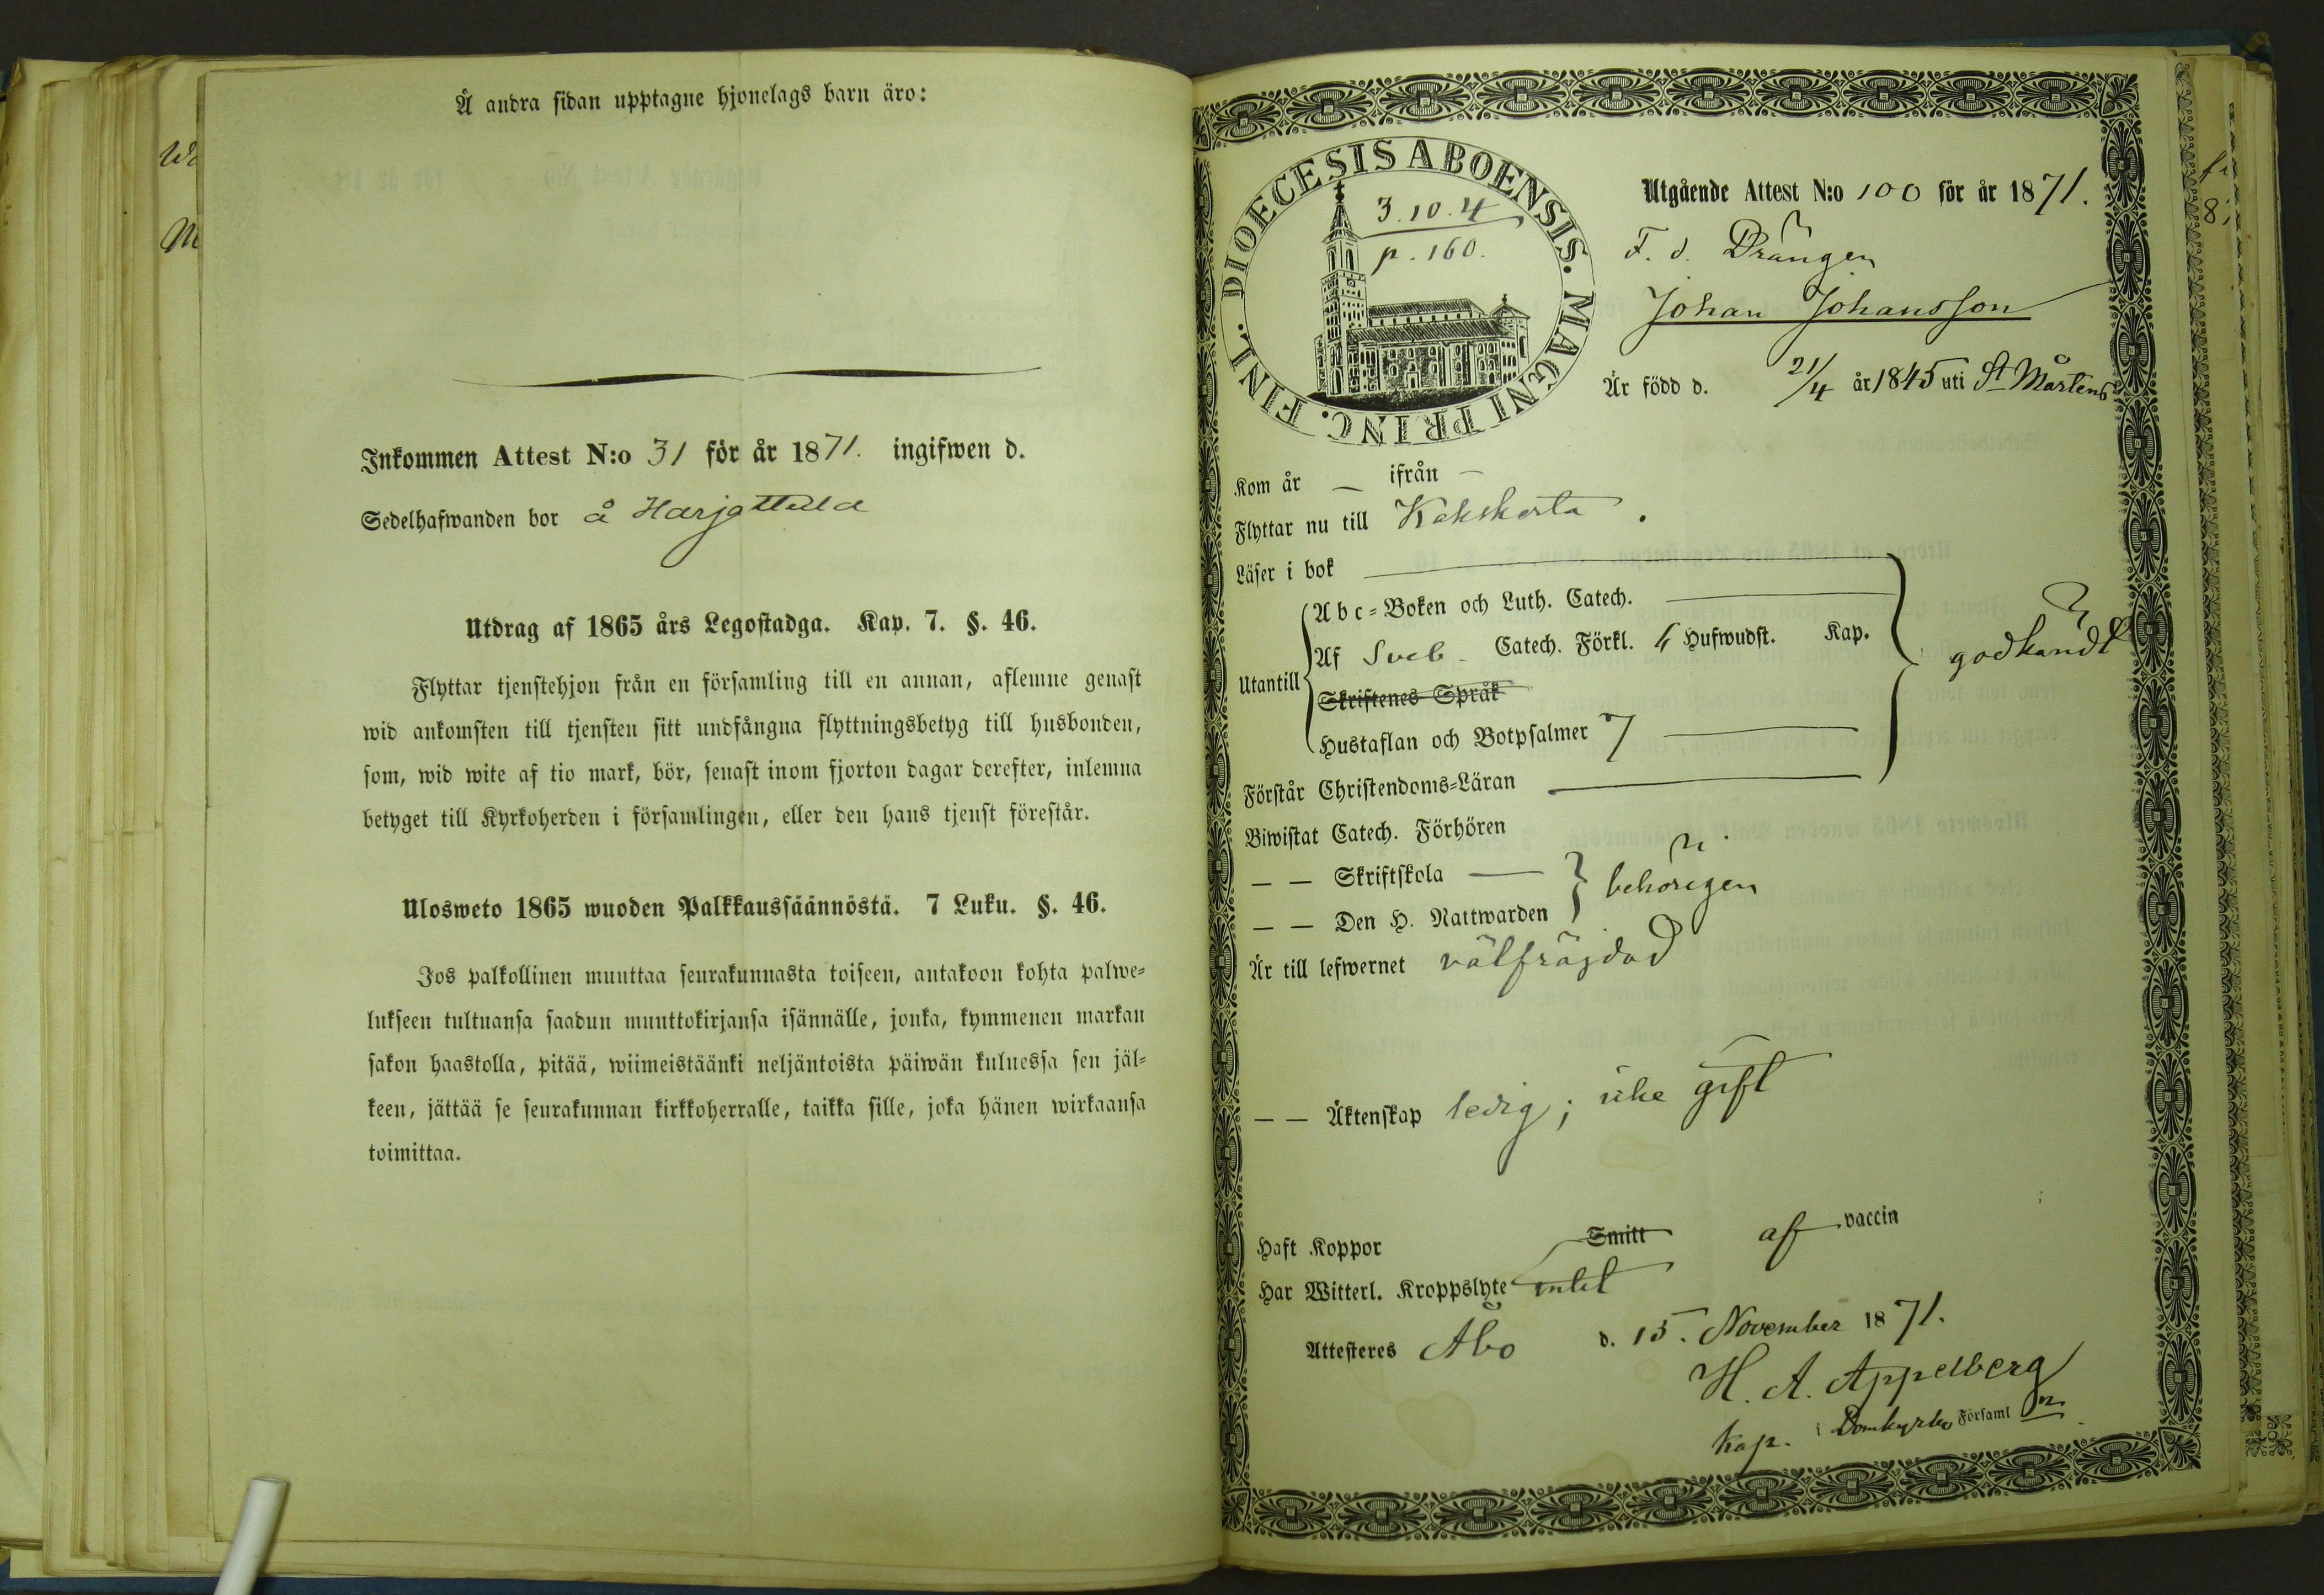 Å andra sidan upptagne hjonelags barn äro:
Inkommen Attest N:o 31 för år 1871. ingifwen d.
Sedelhafwanden bor å Harjattula
Utdrag af 1865 års Legostadga. Kap. 7. §. 46.
Flyttar tjenstehjon från en församling till en annan, aflemne genast
wid ankomsten till tjensten sitt undfångna flyttningsbetyg till husbonden,
som, wid wite af tio mark, bör, senast inom fjorton dagar derefter, inlemna
betyget till Kyrkoherden i församlingen, eller den hans tjenst förestår.
Ulosweto 1865 wuoden Palkkaussäännöstä. 7 Luku. §. 46.
Jos palkollinen muuttaa seurakunnasta toiseen, antakoon kohta palwe-
lukseen tultuansa saadun muuttokirjansa isännälle, jonka, kymmenen markan
sakon haastolla, pitää, wiimeistäänki neljäntoista päiwän kuluessa sen jäl-
keen, jättää se seurakunnan kirkkoherralle, taikka sille, joka hänen wirkaansa
toimittaa.
DIOECESIS ABOENSIS. MAGNI PRINC. FINL.
3.10.4
p. 160.
Utgående Attest N:o 100 för år 1871.
F. d. Drängen
Johan Johansson
Är född d. 21/4 år 1845 uti St Mårtens
Kom år — ifrån —
Flyttar nu till Kakskerta.
Läser i bok
Utantill
Abc-Boken och Luth. Catech.
Af Sveb. Catech. Förkl. 4 Hufwudst. Kap.
Skriftenes Språk
Hustaflan och Botpsalmer 7
godkändt
Förstår Christendoms-Läran
Biwistat Catech. Förhören
— — Skriftskola
— — Den H. Nattwarden
behörigen
Är till lefwernet välfräjdad
— — Äktenskap ledig; icke gift
Haft Koppor Smitt af vaccin
Har Witterl. Kroppslyte intet
Attesteres Åbo d. 15. November 1871.
H. A. Appelberg
Kap. i Domkyrko Församl n